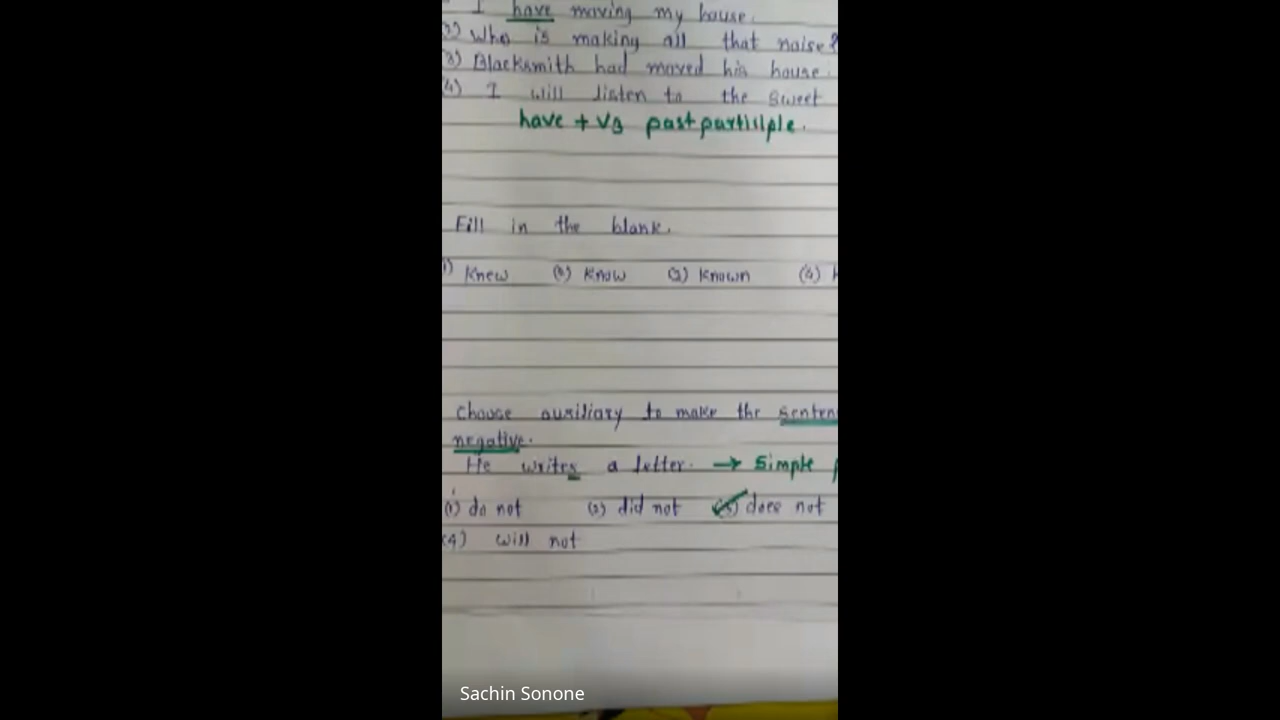 I have moving my house.
2) Who is making all that noise?
(3) Blacksmith had moved his house.
(4) I will listen to the sweet
have + V3 past participle.
Fill in the blank.
1) Knew (2) Know (3) Known (4)
Choose auxiliary to make the
negative.
He writes a letter. → Simple
(1) do not (2) did not (3) does not
(4) will not
Sachin Sonone